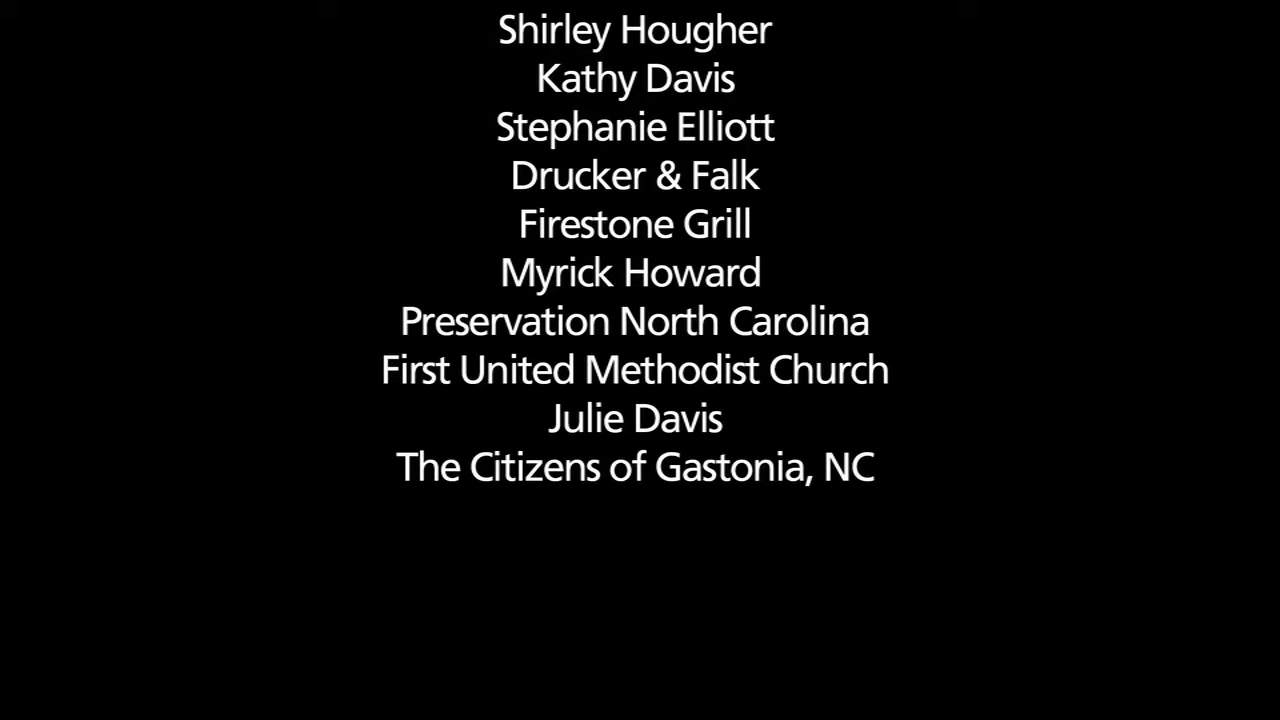 Shirley Hougher
Kathy Davis
Stephanie Elliott
Drucker & Falk
Firestone Grill
Myrick Howard
Preservation North Carolina
First United Methodist Church
Julie Davis
The Citizens of Gastonia, NC